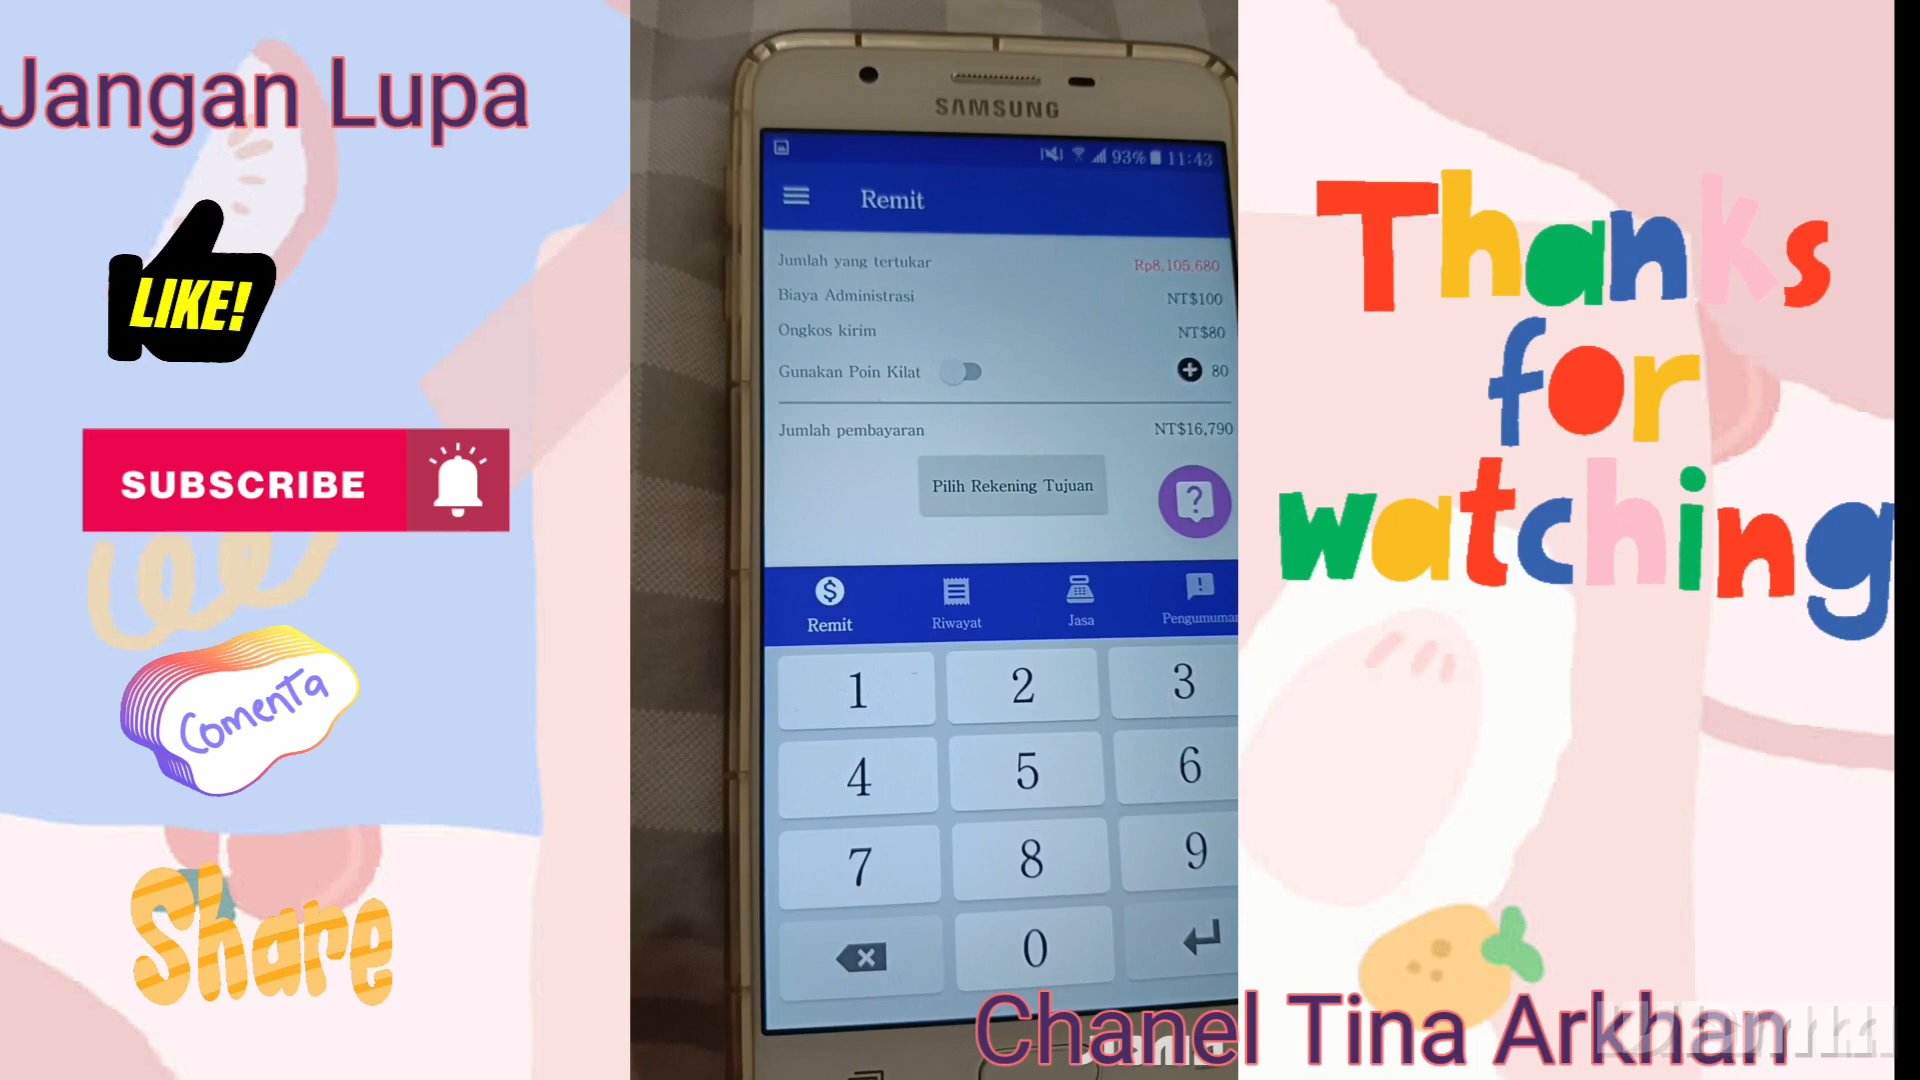 Jangan Lupa
LIKE!
SUBSCRIBE
Comenta
Share
SAMSUNG
93% 11:43
Remit
Jumlah yang tertukar Rp8,105,680
Biaya Administrasi NT$100
Ongkos kirim NT$80
Gunakan Poin Kilat 80
Jumlah pembayaran NT$16,790
Pilih Rekening Tujuan
Remit Riwayat Jasa Pengumuman
1 2 3
4 5 6
7 8 9
0
Thanks
for
watching
Chanel Tina Arkhan